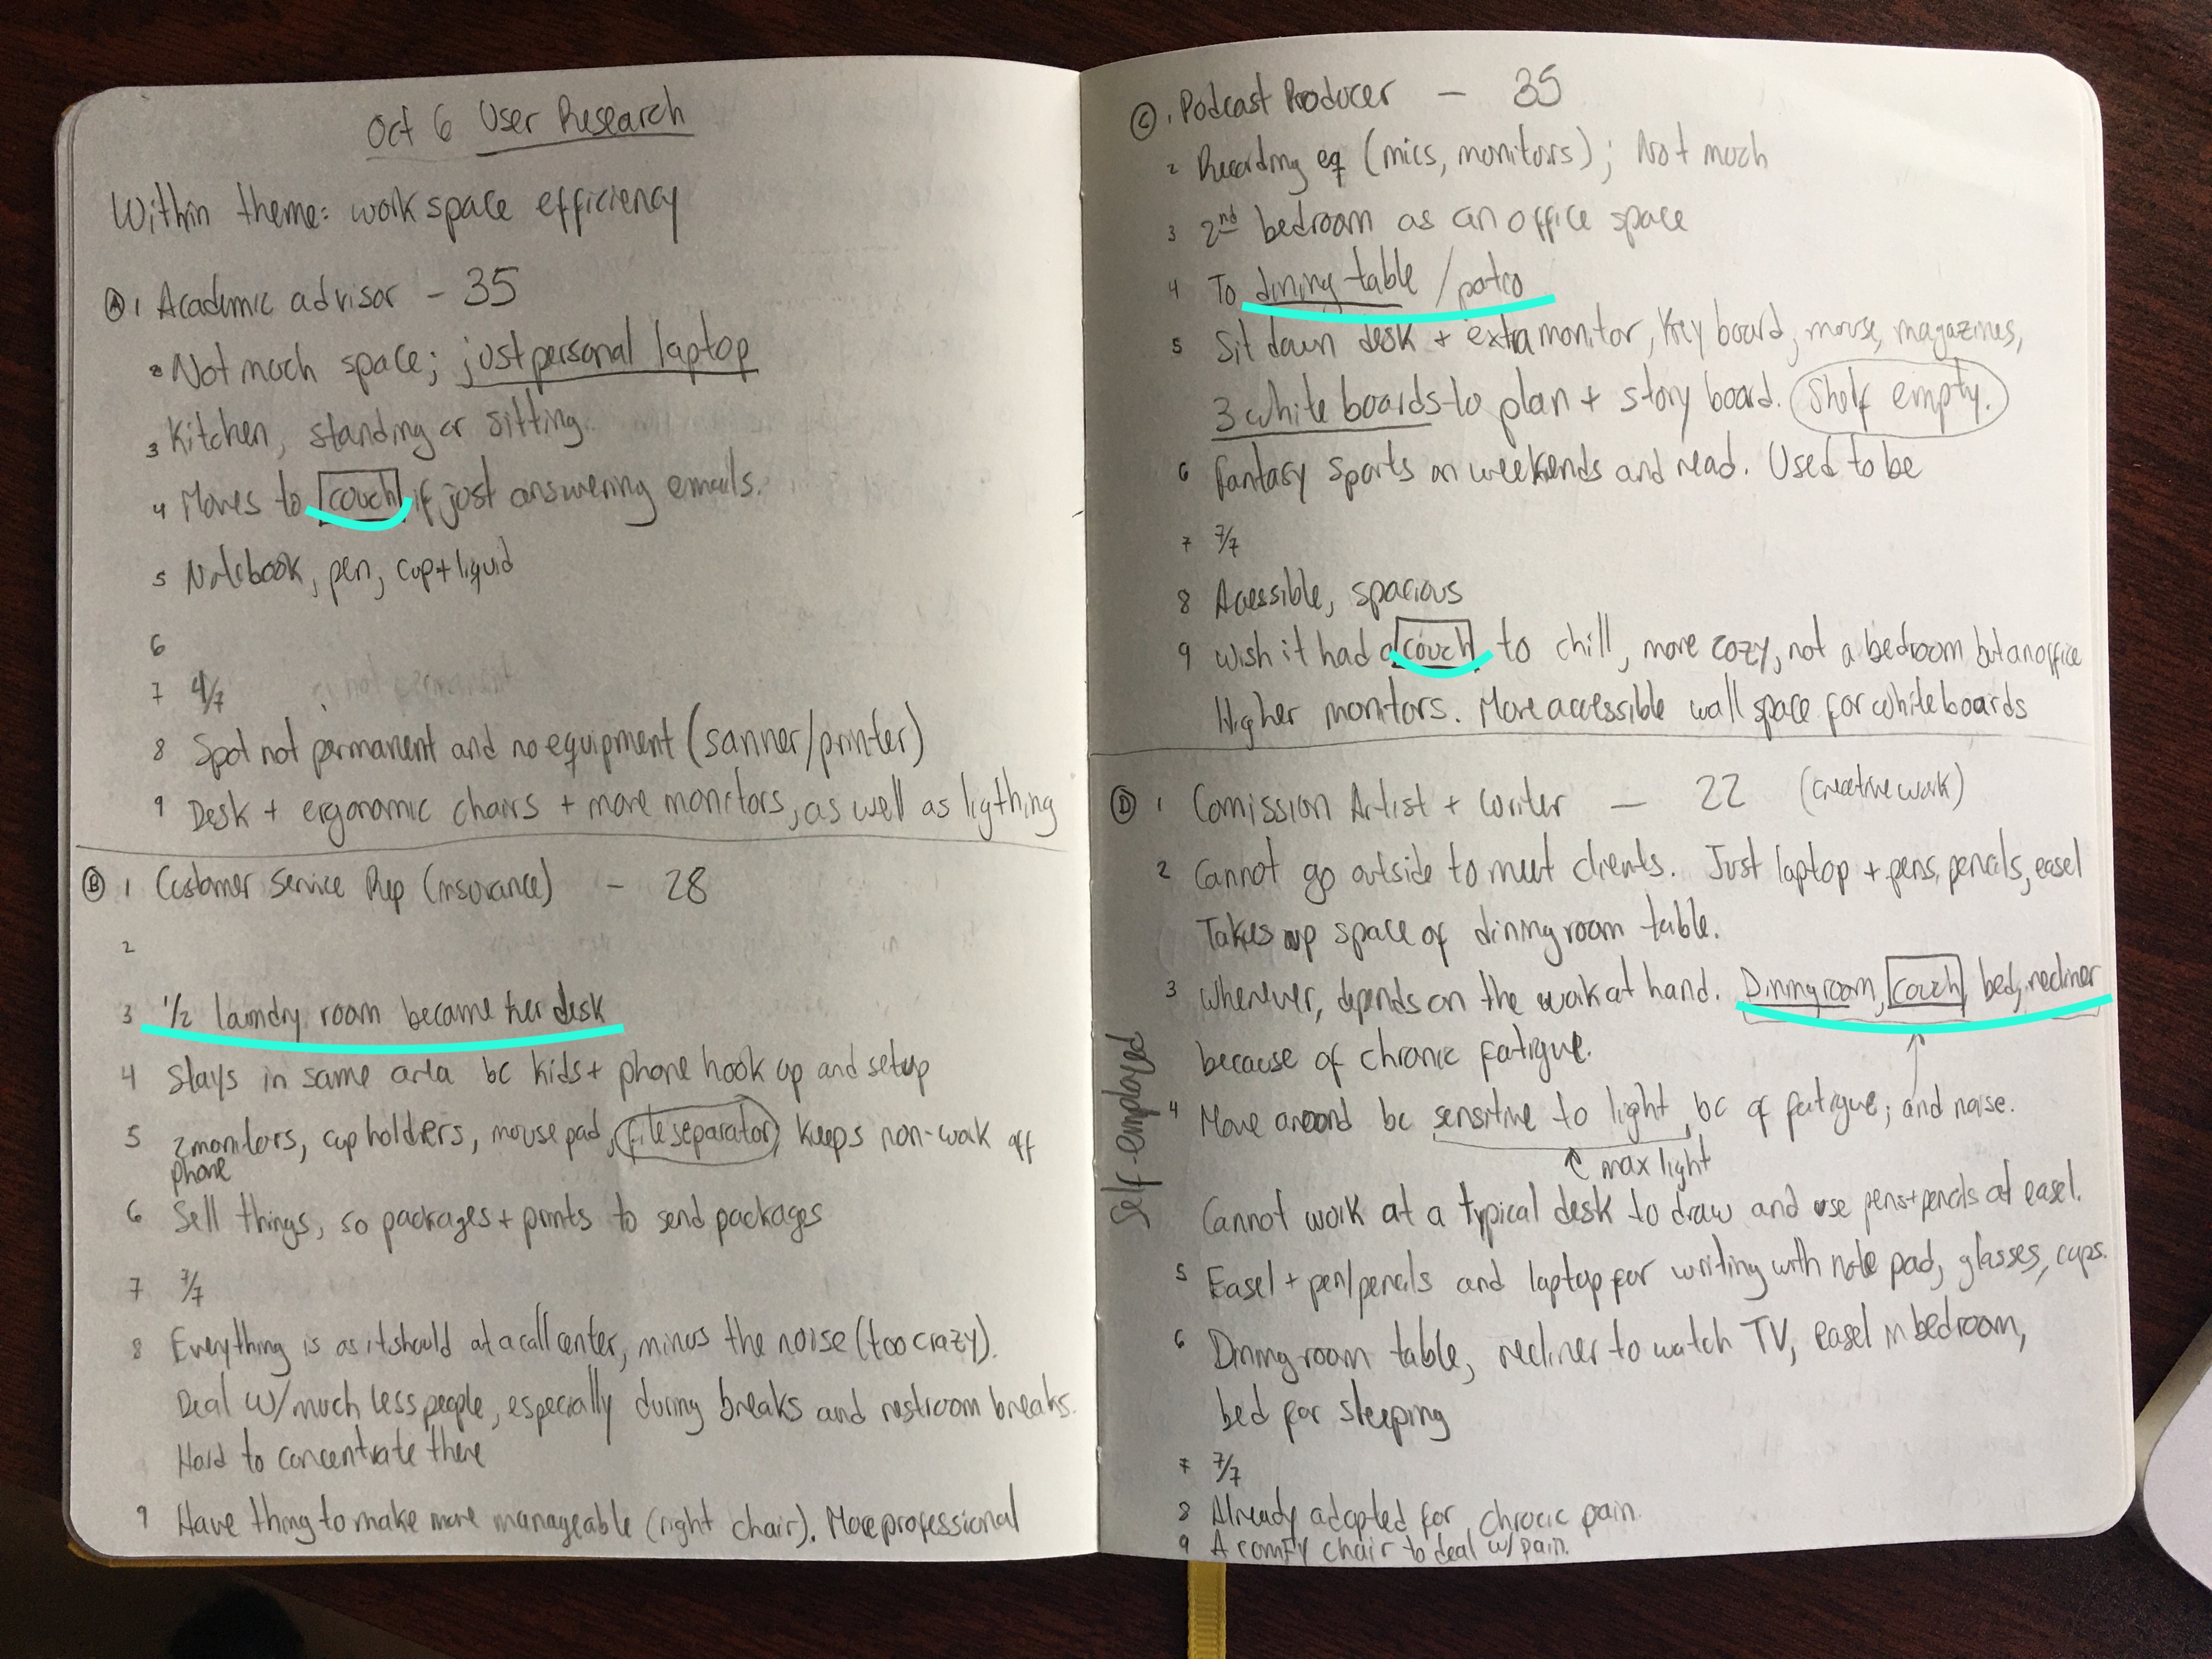 Oct 6 User Research
Within theme: work space efficiency
Ⓐ 1 Academic advisor - 35
2 Not much space; just personal laptop
3 Kitchen, standing or sitting.
4 Moves to couch if just answering emails.
5 Notebook, pen, cup + liquid
6
7 4/7
8 Spot not permanent and no equipment (sanner/printer)
9 Desk + ergonomic chairs + more monitors, as well as ligthing
Ⓑ 1 Customer Service Rep (insurance) - 28
2
3 1/2 laundry room became her desk
4 Stays in same area bc kids + phone hook up and setup
5 2 monitors, cup holders, mouse pad, file separator, keeps non-work off
phone
6 Sell things, so packages + prints to send packages
7 7/7
8 Everything is as it should at a call center, minus the noise (too crazy).
Deal w/ much less people, especially during breaks and restroom breaks.
Hard to concentrate there
9 Have thing to make more manageable (right chair). More professional
Ⓒ 1 Podcast Producer - 35
2 Recording eq (mics, monitors); Not much
3 2nd bedroom as an office space
4 To dining table / patio
5 Sit down desk + extra monitor, keyboard, mouse, magazines,
3 white boards to plan + story board. Shelf empty.
6 Fantasy sports on weekends and read. Used to be
7 7/7
8 Acessible, spacious
9 Wish it had a couch to chill, more cozy, not a bedroom but an office
Higher monitors. More accessible wall space for whiteboards
Ⓓ 1 Comission Artist + Writer - 22 (creative work)
2 Cannot go outside to meet clients. Just laptop + pens, pencils, easel
Takes up space of dining room table.
3 Wherever, depends on the work at hand. Dining room, couch, bed, recliner
because of chronic fatigue.
4 Move around bc sensitive to light, bc of fatigue; and noise.
max light
Cannot work at a typical desk to draw and use pens + pencils at easel.
5 Easel + pen/pencils and laptop for writing with note pad, glasses, cups.
6 Dining room table, recliner to watch TV, easel in bedroom,
bed for sleeping
7 7/7
8 Already adapted for chronic pain.
9 A comfy chair to deal w/ pain.
Self-employed